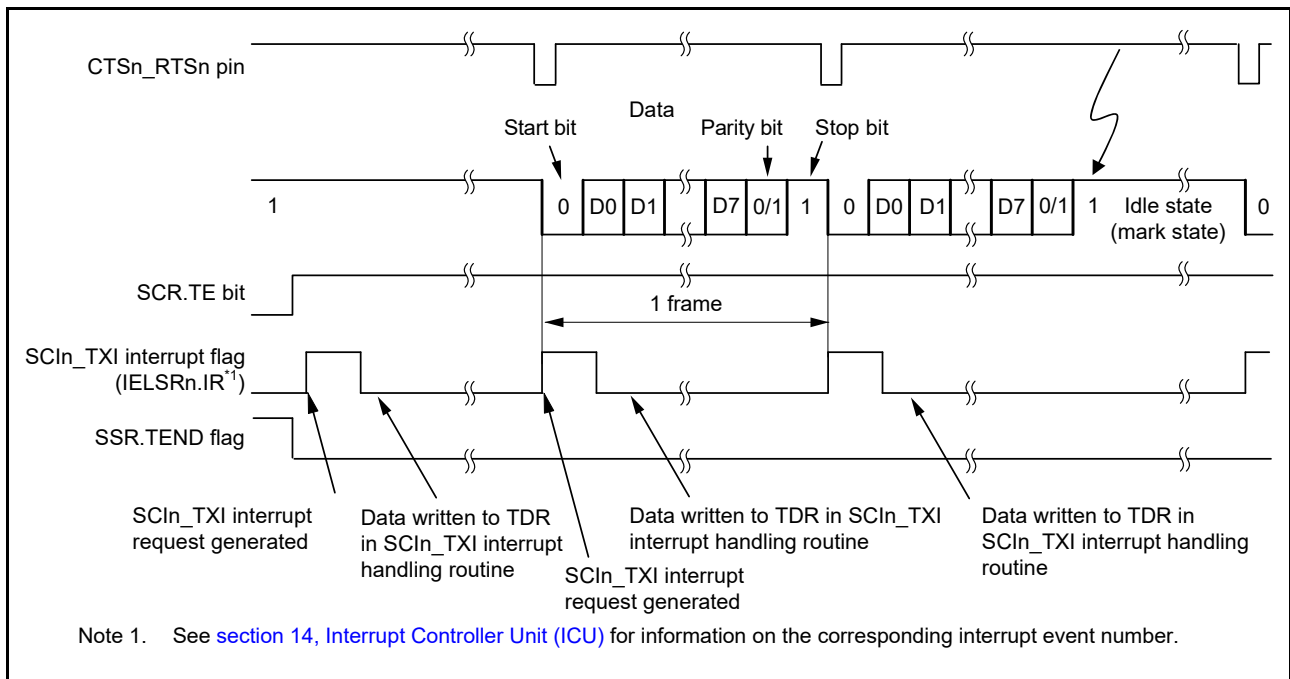 CTSn_RTSn pin
Data
Start bit
Parity bit
Stop bit
1
0
D0
D1
D7
0/1
1
0
D0
D1
D7
0/1
1
Idle state
(mark state)
0
SCR.TE bit
1 frame
SCIn_TXI interrupt flag
(IELSRn.IR*1)
SSR.TEND flag
SCIn_TXI interrupt
request generated
Data written to TDR
in SCIn_TXI interrupt
handling routine
SCIn_TXI interrupt
request generated
Data written to TDR in SCIn_TXI
interrupt handling routine
Data written to TDR in
SCIn_TXI interrupt handling
routine
Note 1. See section 14, Interrupt Controller Unit (ICU) for information on the corresponding interrupt event number.